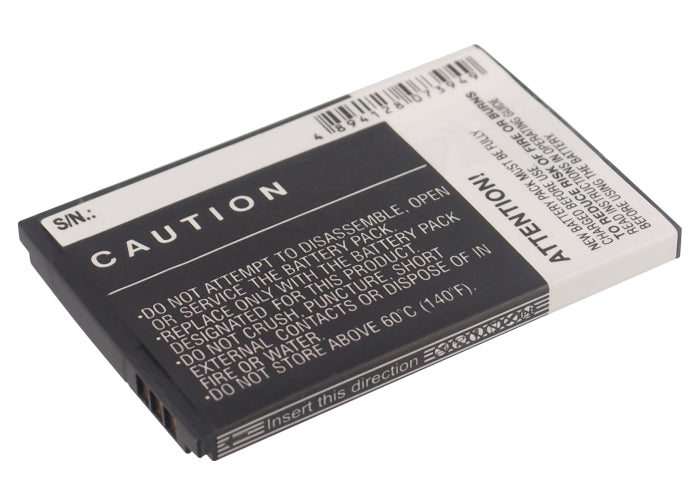 S/N.:
4 894128 073949
CAUTION
•DO NOT ATTEMPT TO DISASSEMBLE, OPEN
OR SERVICE THE BATTERY PACK.
•REPLACE ONLY WITH THE BATTERY PACK
DESIGNATED FOR THIS PRODUCT.
•DO NOT CRUSH, PUNCTURE, SHORT
EXTERNAL CONTACTS OR DISPOSE OF IN
FIRE OR WATER.
•DO NOT STORE ABOVE 60°C (140°F).
Insert this direction
ATTENTION!
NEW BATTERY PACK MUST BE FULLY
CHARGED BEFORE USE.
TO REDUCE RISK OF FIRE OR BURNS
READ INSTRUCTIONS IN OPERATING GUIDE
BEFORE USING THE BATTERY.